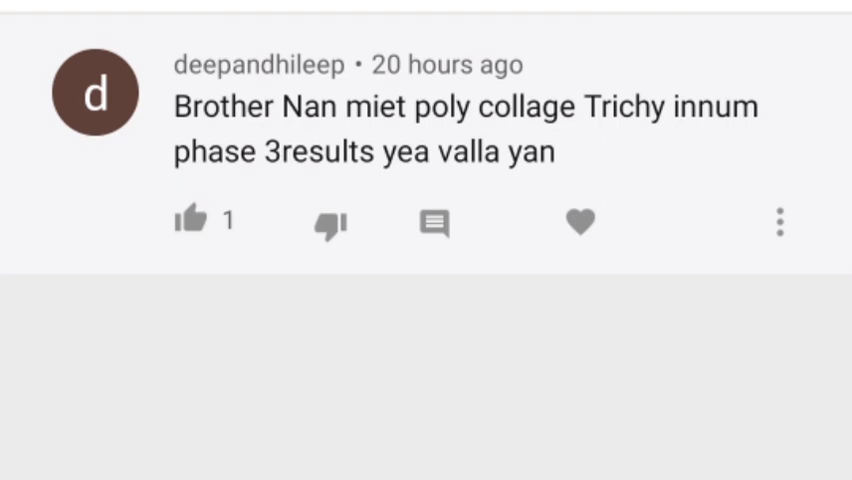 d
deepandhileep • 20 hours ago
Brother Nan miet poly collage Trichy innum
phase 3results yea valla yan
1